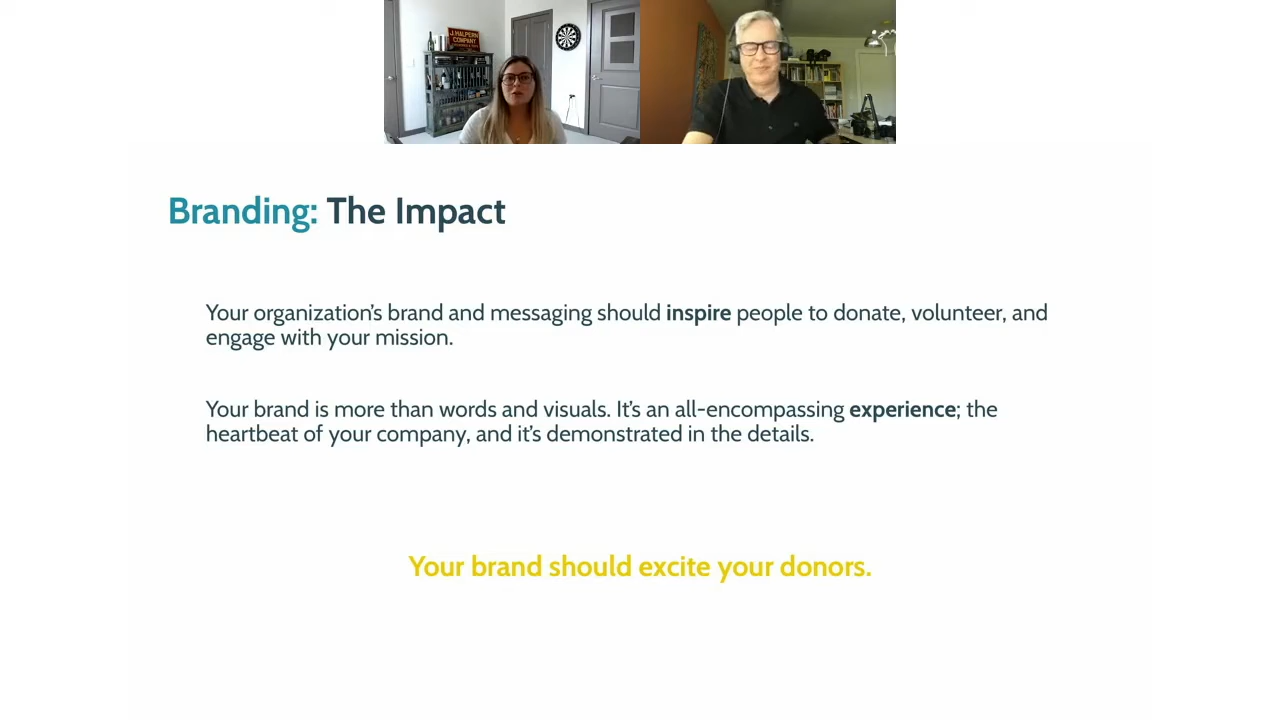 J. HALPERN
COMPANY
Branding: The Impact
Your organization's brand and messaging should inspire people to donate, volunteer, and
engage with your mission.
Your brand is more than words and visuals. It's an all-encompassing experience; the
heartbeat of your company, and it's demonstrated in the details.
Your brand should excite your donors.